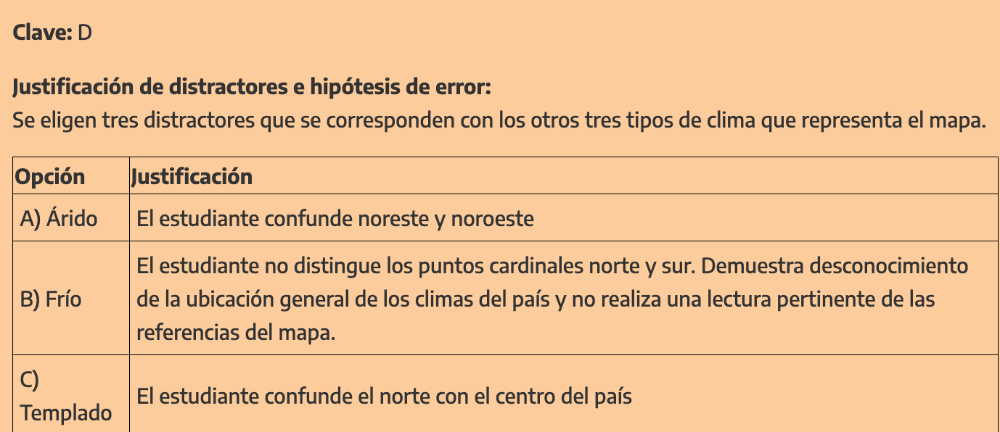 Clave: D
Justificación de distractores e hipótesis de error:
Se eligen tres distractores que se corresponden con los otros tres tipos de clima que representa el mapa.
Opción Justificación
A) Árido El estudiante confunde noreste y noroeste
B) Frío El estudiante no distingue los puntos cardinales norte y sur. Demuestra desconocimiento
de la ubicación general de los climas del país y no realiza una lectura pertinente de las
referencias del mapa.
C)
Templado El estudiante confunde el norte con el centro del país